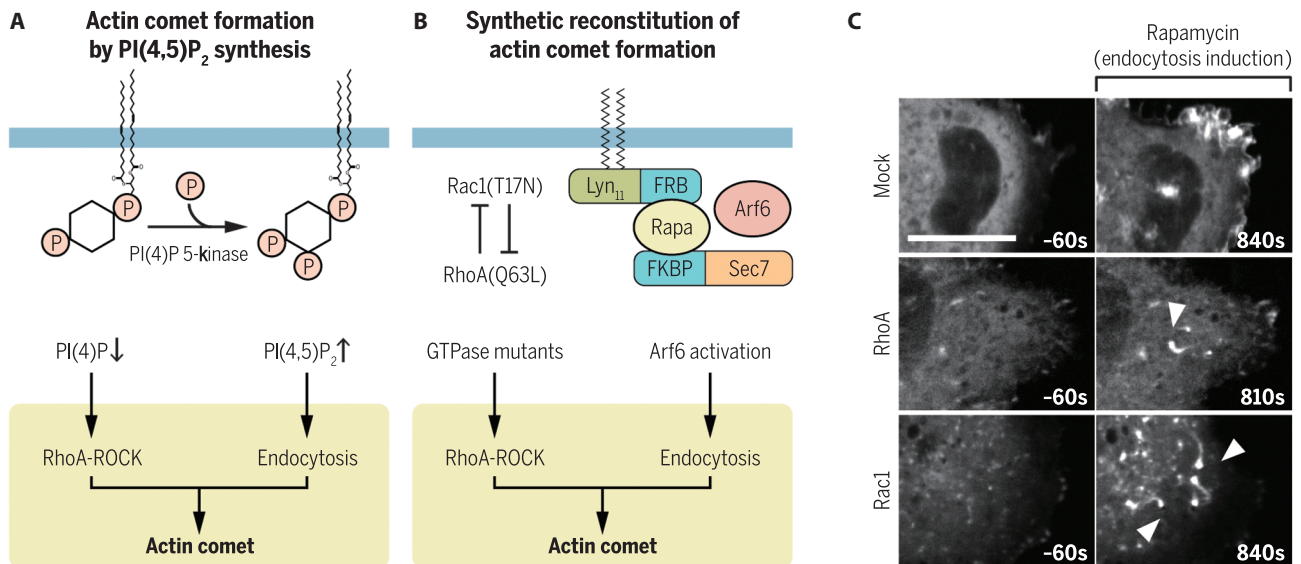 A
Actin comet formation
by PI(4,5)P2 synthesis
P
P
P
P
P
P
PI(4)P 5-kinase
PI(4)P↓
PI(4,5)P2↑
RhoA-ROCK
Endocytosis
Actin comet
B
Synthetic reconstitution of
actin comet formation
Rac1(T17N)
RhoA(Q63L)
Lyn11
FRB
Rapa
Arf6
FKBP
Sec7
GTPase mutants
Arf6 activation
RhoA-ROCK
Endocytosis
Actin comet
C
Rapamycin
(endocytosis induction)
Mock
-60s
840s
RhoA
-60s
810s
Rac1
-60s
840s